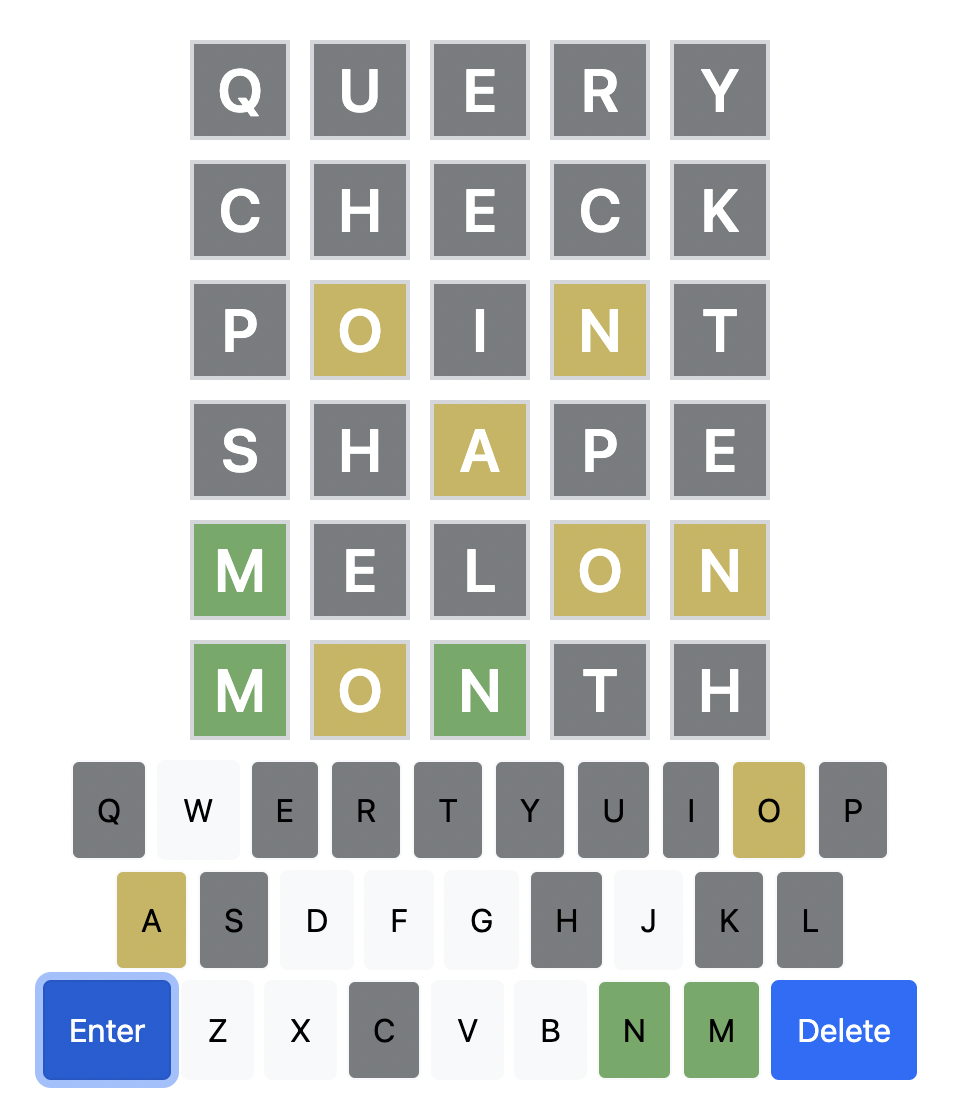 Q U E R Y
C H E C K
P O I N T
S H A P E
M E L O N
M O N T H
Q W E R T Y U I O P
A S D F G H J K L
Enter Z X C V B N M Delete